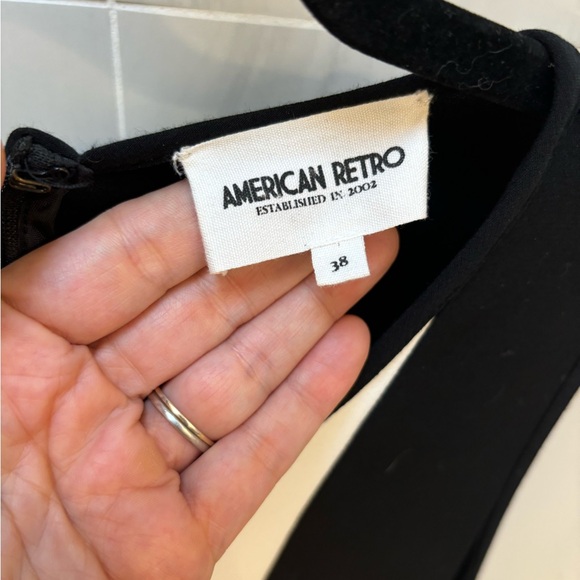 AMERICAN RETRO
ESTABLISHED IN 2002
38